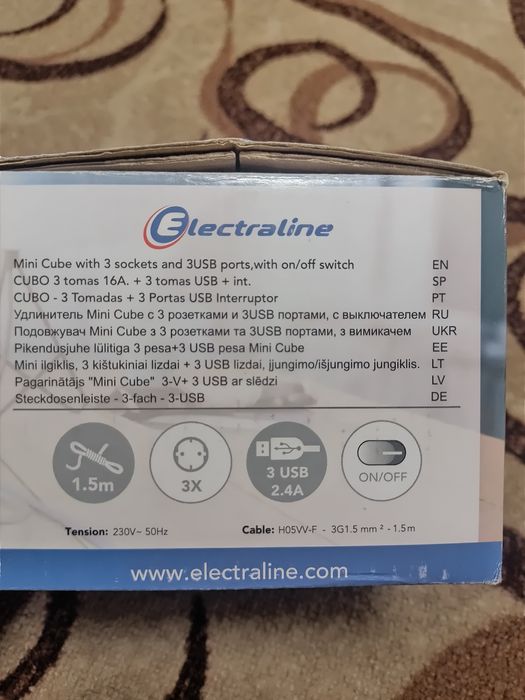 Electraline
Mini Cube with 3 sockets and 3USB ports,with on/off switch EN
CUBO 3 tomas 16A. + 3 tomas USB + int. SP
CUBO - 3 Tomadas + 3 Portas USB Interruptor PT
Удлинитель Mini Cube с 3 розетками и 3USB портами, с выключателем RU
Подовжувач Mini Cube з 3 розетками та 3USB портами, з вимикачем UKR
Pikendusjuhe lülitiga 3 pesa+3 USB pesa Mini Cube EE
Mini ilgiklis, 3 kištukiniai lizdai + 3 USB lizdai, įjungimo/išjungimo jungiklis. LT
Pagarinātājs "Mini Cube" 3-V+ 3 USB ar slēdzi LV
Steckdosenleiste - 3-fach - 3-USB DE
1.5m
3X
3 USB
2.4A
ON/OFF
Tension: 230V~ 50Hz
Cable: H05VV-F - 3G1.5 mm² - 1.5m
www.electraline.com